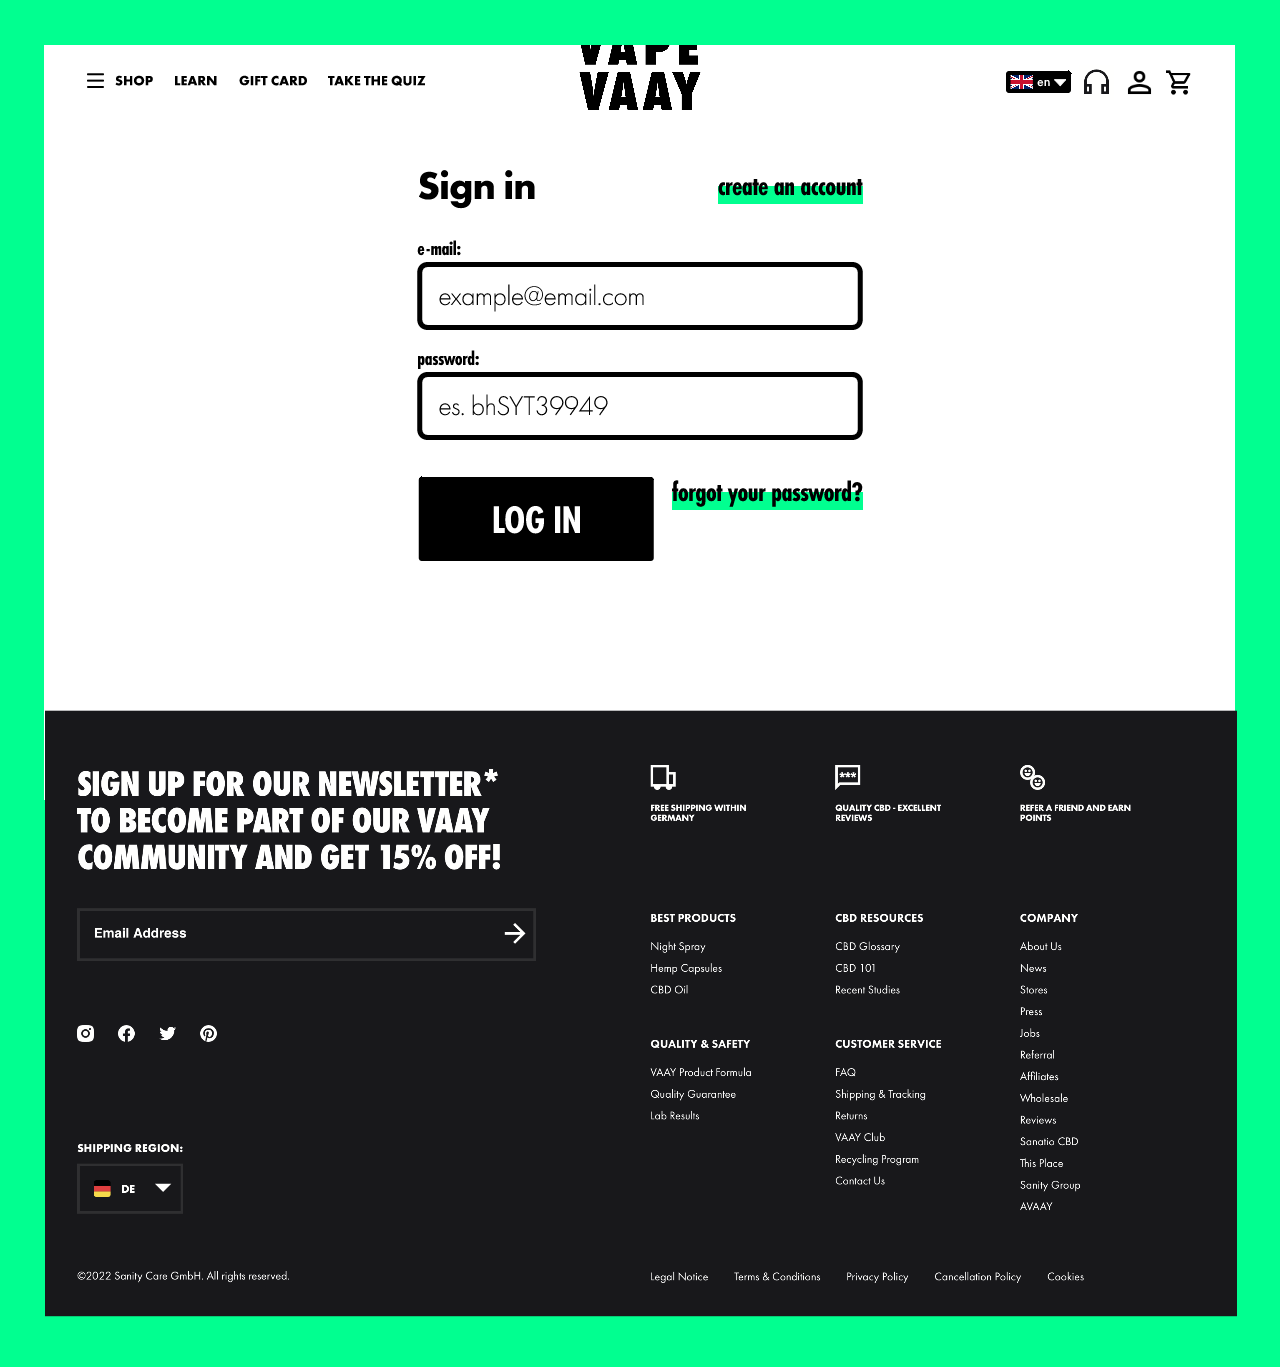 VAPE
VAAY
SHOP LEARN GIFT CARD TAKE THE QUIZ
en
Sign in
create an account
e-mail:
example@email.com
password:
es. bhSYT39949
LOG IN
forgot your password?
SIGN UP FOR OUR NEWSLETTER*
TO BECOME PART OF OUR VAAY
COMMUNITY AND GET 15% OFF!
Email Address
SHIPPING REGION:
DE
©2022 Sanity Care GmbH. All rights reserved.
FREE SHIPPING WITHIN
GERMANY
QUALITY CBD - EXCELLENT
REVIEWS
REFER A FRIEND AND EARN
POINTS
BEST PRODUCTS
Night Spray
Hemp Capsules
CBD Oil
QUALITY & SAFETY
VAAY Product Formula
Quality Guarantee
Lab Results
CBD RESOURCES
CBD Glossary
CBD 101
Recent Studies
CUSTOMER SERVICE
FAQ
Shipping & Tracking
Returns
VAAY Club
Recycling Program
Contact Us
COMPANY
About Us
News
Stores
Press
Jobs
Referral
Affiliates
Wholesale
Reviews
Sanatio CBD
This Place
Sanity Group
AVAAY
Legal Notice Terms & Conditions Privacy Policy Cancellation Policy Cookies